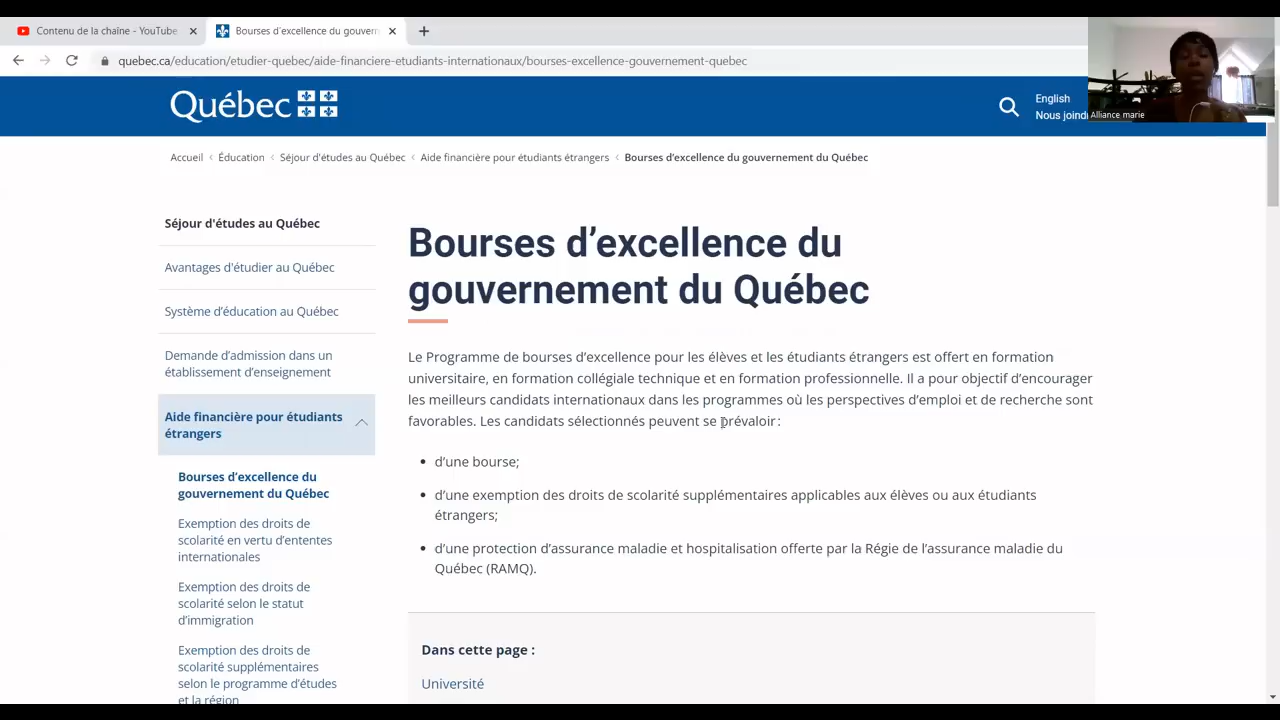 Contenu de la chaîne - YouTube
Bourses d'excellence du gouvern
quebec.ca/education/etudier-quebec/aide-financiere-etudiants-internationaux/bourses-excellence-gouvernement-quebec
Québec
English
Nous joind
Alliance marie
Accueil
Éducation
Séjour d'études au Québec
Aide financière pour étudiants étrangers
Bourses d'excellence du gouvernement du Québec
Séjour d'études au Québec
Avantages d'étudier au Québec
Système d'éducation au Québec
Demande d'admission dans un
établissement d'enseignement
Aide financière pour étudiants
étrangers
Bourses d'excellence du
gouvernement du Québec
Exemption des droits de
scolarité en vertu d'ententes
internationales
Exemption des droits de
scolarité selon le statut
d'immigration
Exemption des droits de
scolarité supplémentaires
selon le programme d'études
et la région
Bourses d'excellence du
gouvernement du Québec
Le Programme de bourses d'excellence pour les élèves et les étudiants étrangers est offert en formation
universitaire, en formation collégiale technique et en formation professionnelle. Il a pour objectif d'encourager
les meilleurs candidats internationaux dans les programmes où les perspectives d'emploi et de recherche sont
favorables. Les candidats sélectionnés peuvent se prévaloir :
• d'une bourse;
• d'une exemption des droits de scolarité supplémentaires applicables aux élèves ou aux étudiants
étrangers;
• d'une protection d'assurance maladie et hospitalisation offerte par la Régie de l'assurance maladie du
Québec (RAMQ).
Dans cette page :
Université